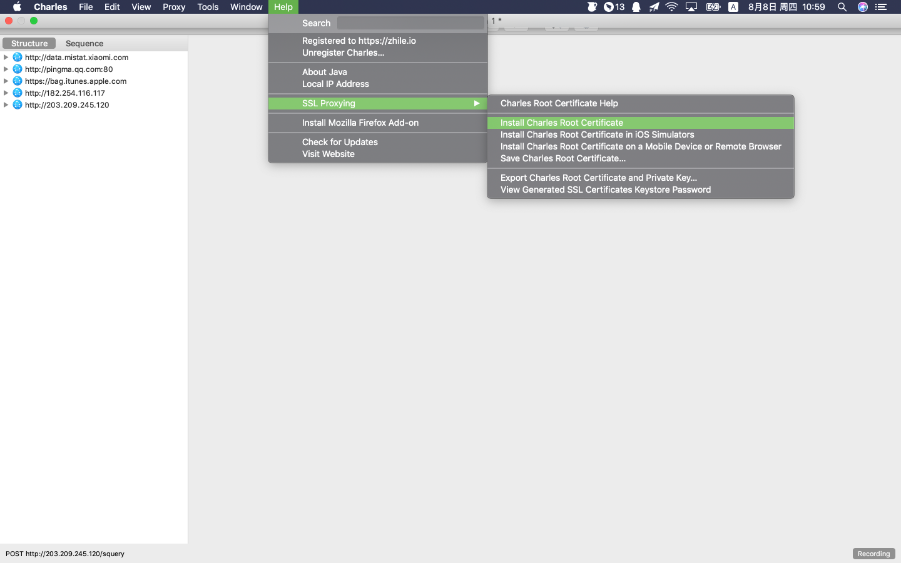 Charles File Edit View Proxy Tools Window Help 13 A 8月8日 周四 10:59
1 *
Search
Structure Sequence
http://data.mistat.xiaomi.com
http://pingma.qq.com:80
https://bag.itunes.apple.com
http://182.254.116.117
http://203.209.245.120
Registered to https://zhile.io
Unregister Charles...
About Java
Local IP Address
SSL Proxying
Install Mozilla Firefox Add-on
Check for Updates
Visit Website
Charles Root Certificate Help
Install Charles Root Certificate
Install Charles Root Certificate in iOS Simulators
Install Charles Root Certificate on a Mobile Device or Remote Browser
Save Charles Root Certificate...
Export Charles Root Certificate and Private Key...
View Generated SSL Certificates Keystore Password
POST http://203.209.245.120/squery
Recording